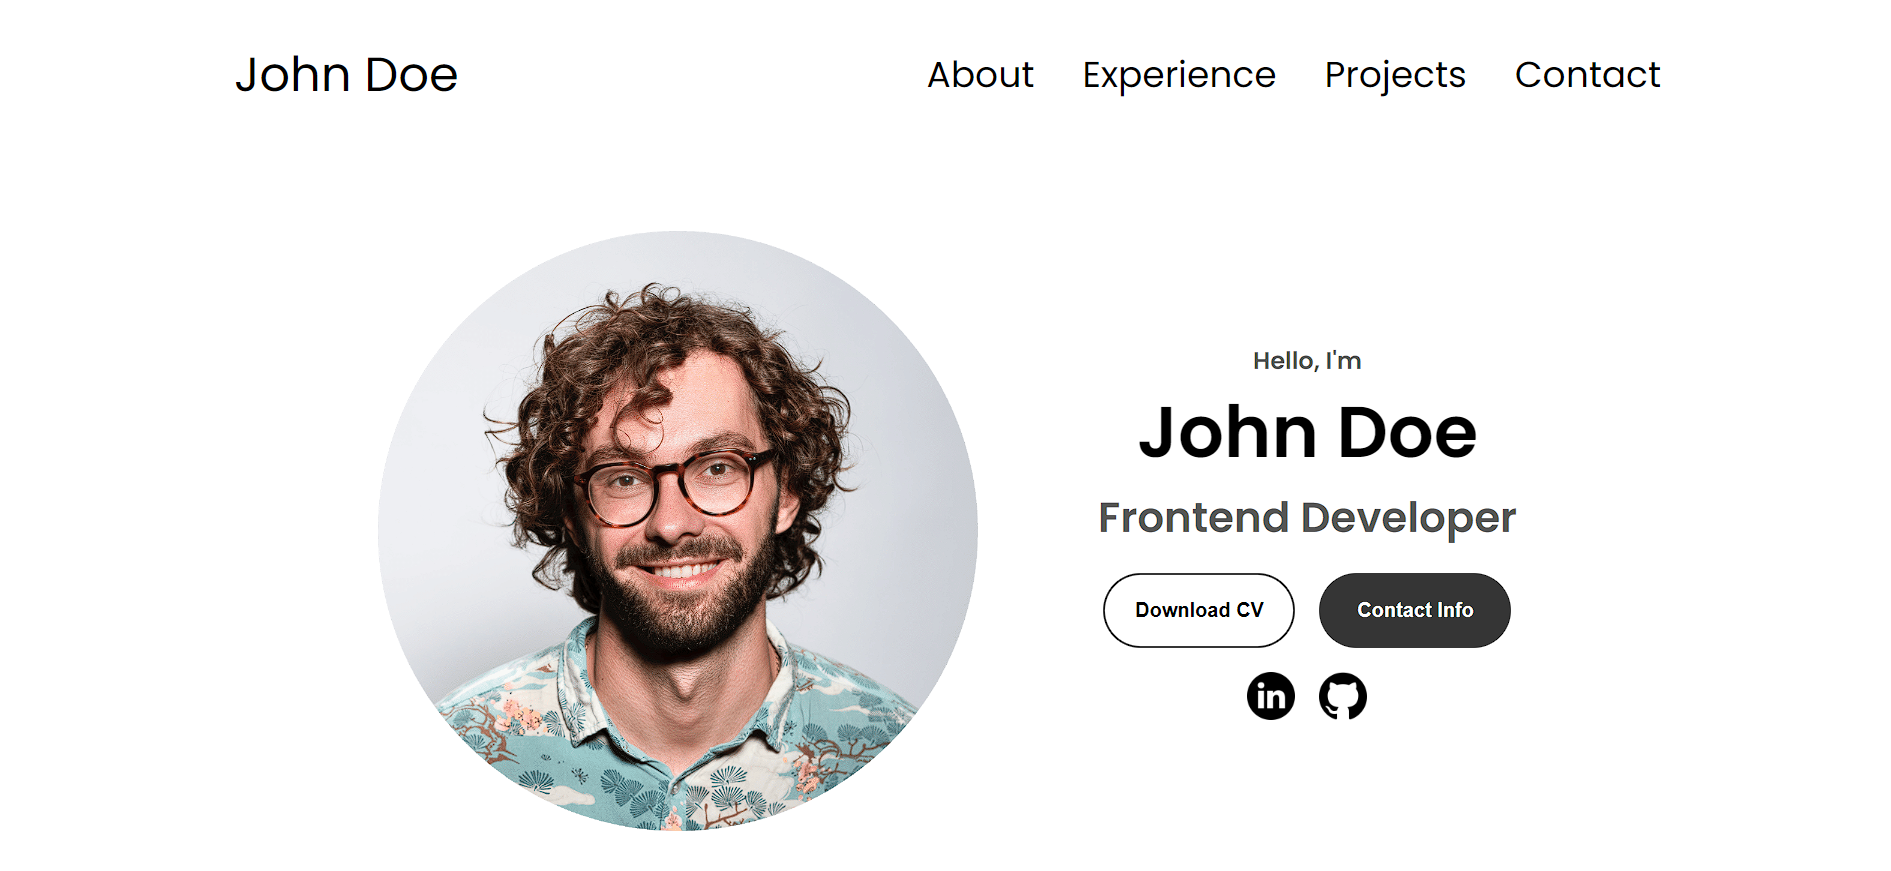 John Doe
About Experience Projects Contact
Hello, I'm
John Doe
Frontend Developer
Download CV
Contact Info
in